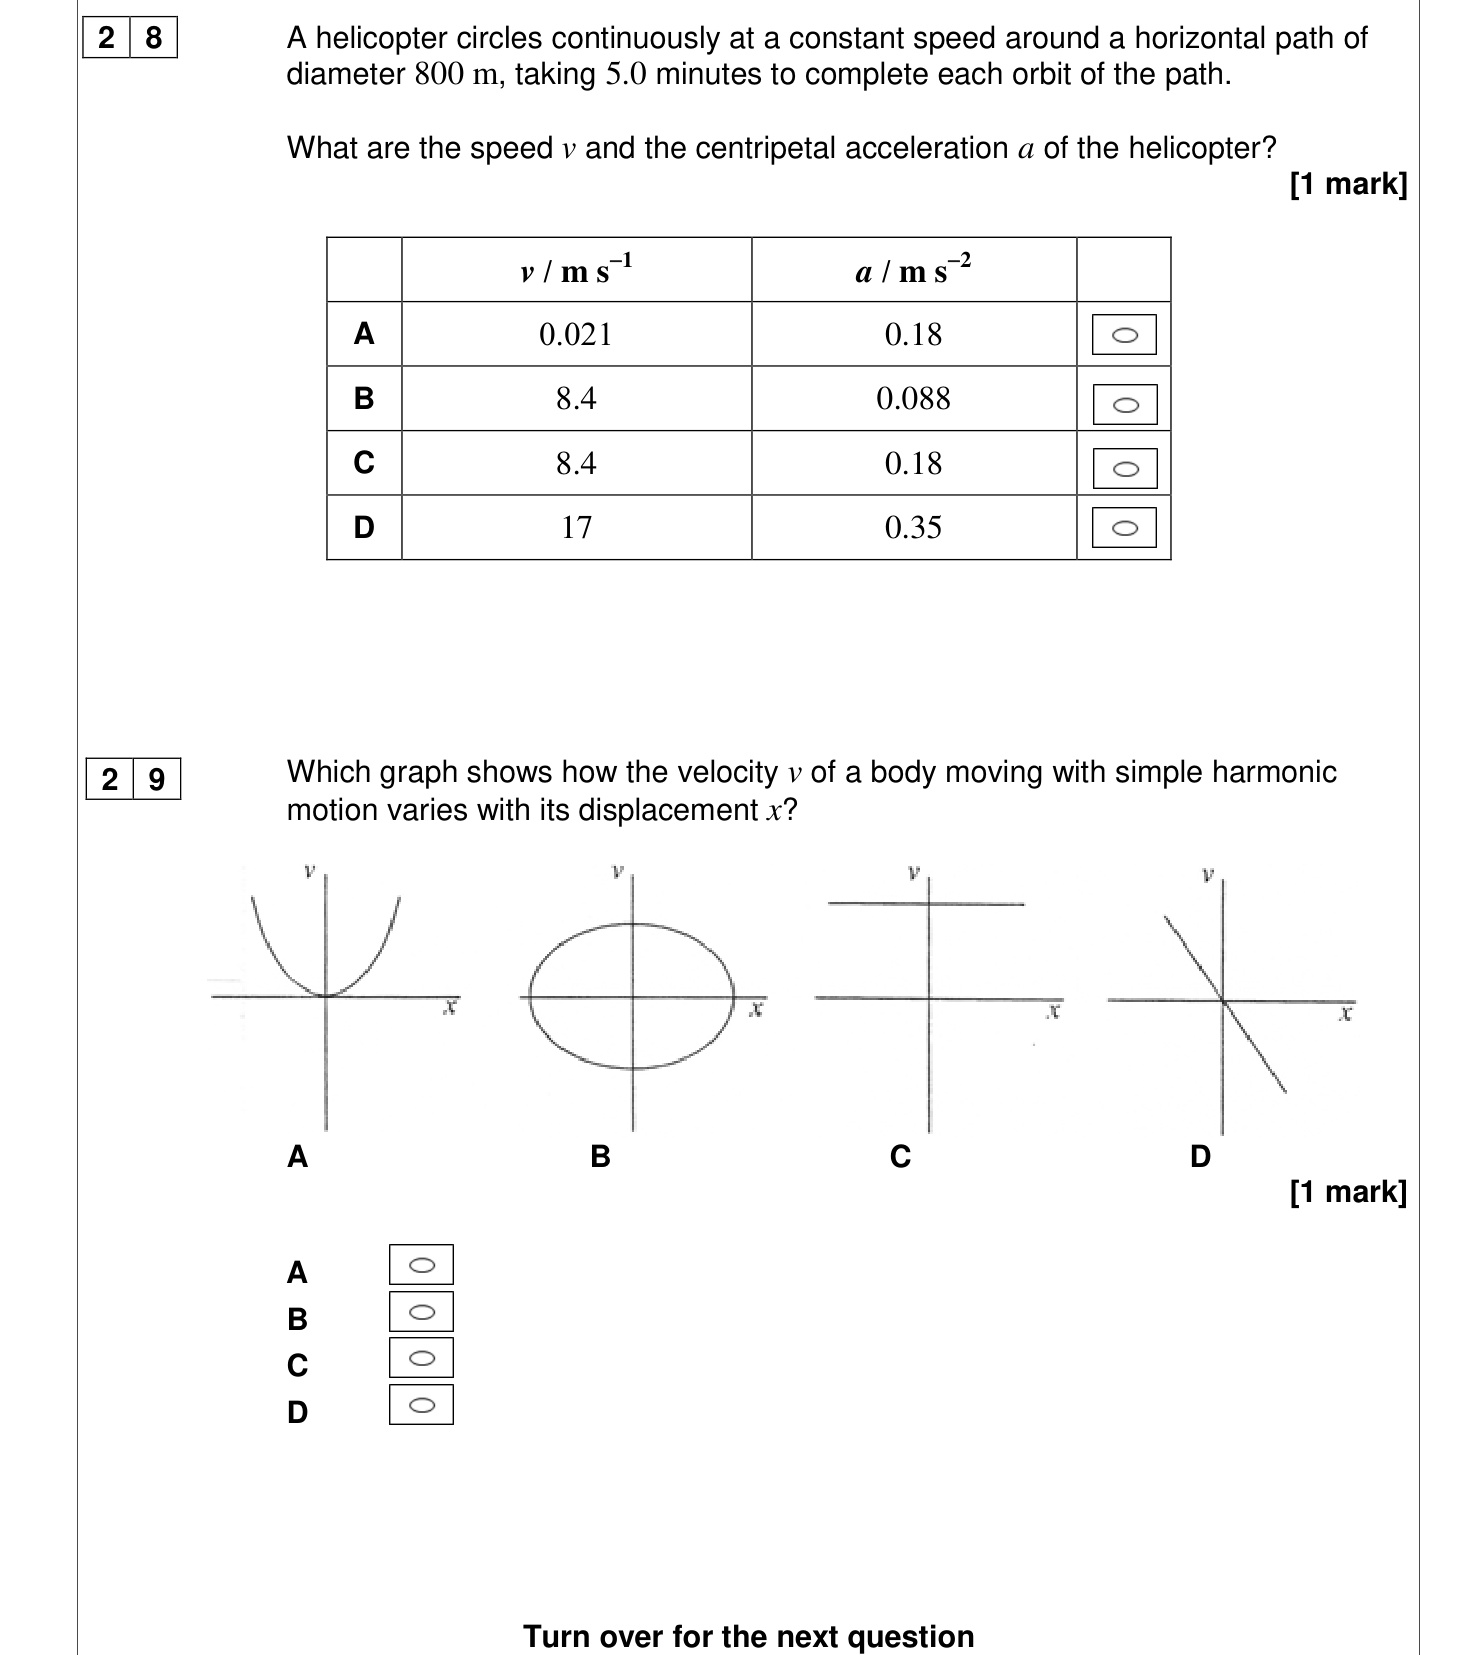 2 8
A helicopter circles continuously at a constant speed around a horizontal path of
diameter 800 m, taking 5.0 minutes to complete each orbit of the path.
What are the speed v and the centripetal acceleration a of the helicopter?
[1 mark]
v / m s⁻¹ a / m s⁻²
A 0.021 0.18
B 8.4 0.088
C 8.4 0.18
D 17 0.35
2 9
Which graph shows how the velocity v of a body moving with simple harmonic
motion varies with its displacement x?
v v v v
x x x x
A B C D
[1 mark]
A
B
C
D
Turn over for the next question